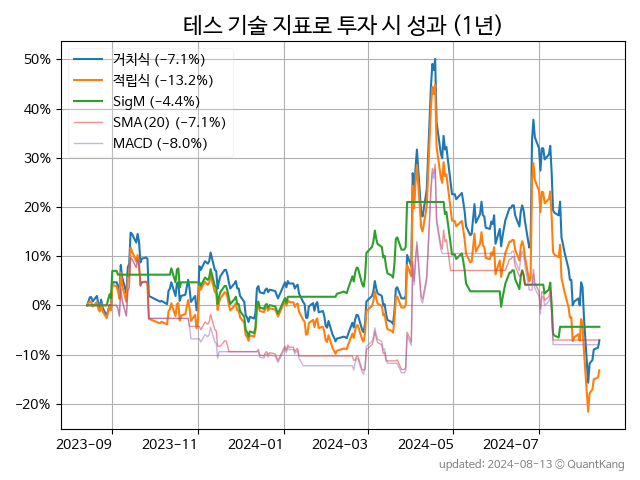 테스 기술 지표로 투자 시 성과 (1년)
거치식 (-7.1%)
적립식 (-13.2%)
SigM (-4.4%)
SMA(20) (-7.1%)
MACD (-8.0%)
50%
40%
30%
20%
10%
0%
-10%
-20%
2023-09 2023-11 2024-01 2024-03 2024-05 2024-07
updated: 2024-08-13 © QuantKang